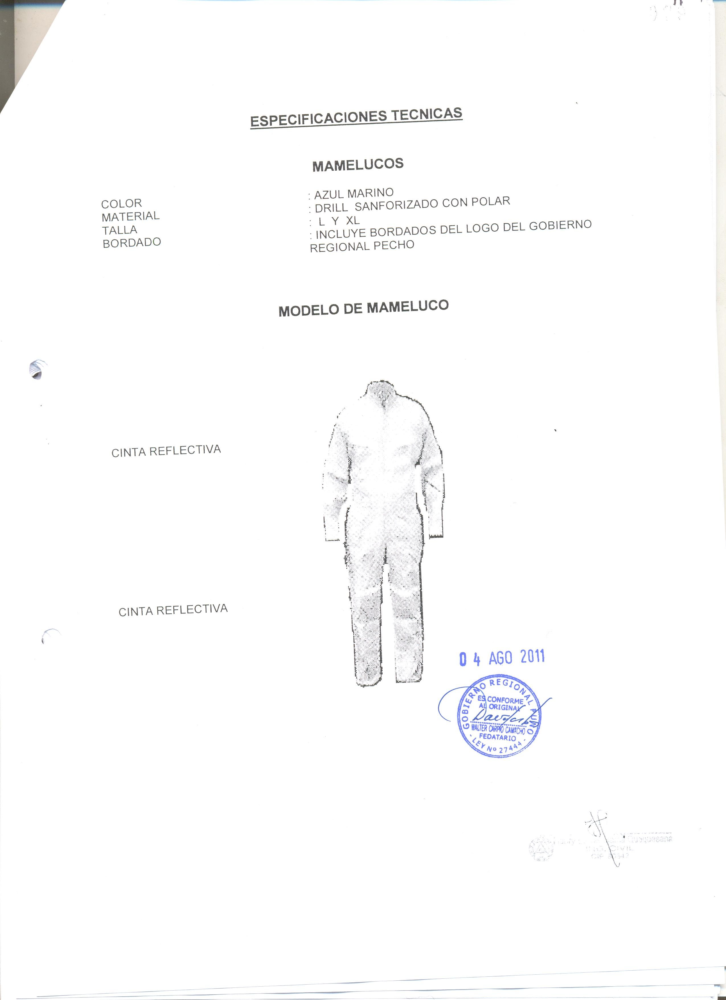 ESPECIFICACIONES TECNICAS
MAMELUCOS
COLOR : AZUL MARINO
MATERIAL : DRILL SANFORIZADO CON POLAR
TALLA : L Y XL
BORDADO : INCLUYE BORDADOS DEL LOGO DEL GOBIERNO
REGIONAL PECHO
MODELO DE MAMELUCO
CINTA REFLECTIVA
CINTA REFLECTIVA
04 AGO 2011
GOBIERNO REGIONAL PUNO
ES CONFORME
AL ORIGINAL
WALTER CARPIO CAMACHO
FEDATARIO
- LEY Nº 27444 -
ING. CIVIL
CIP